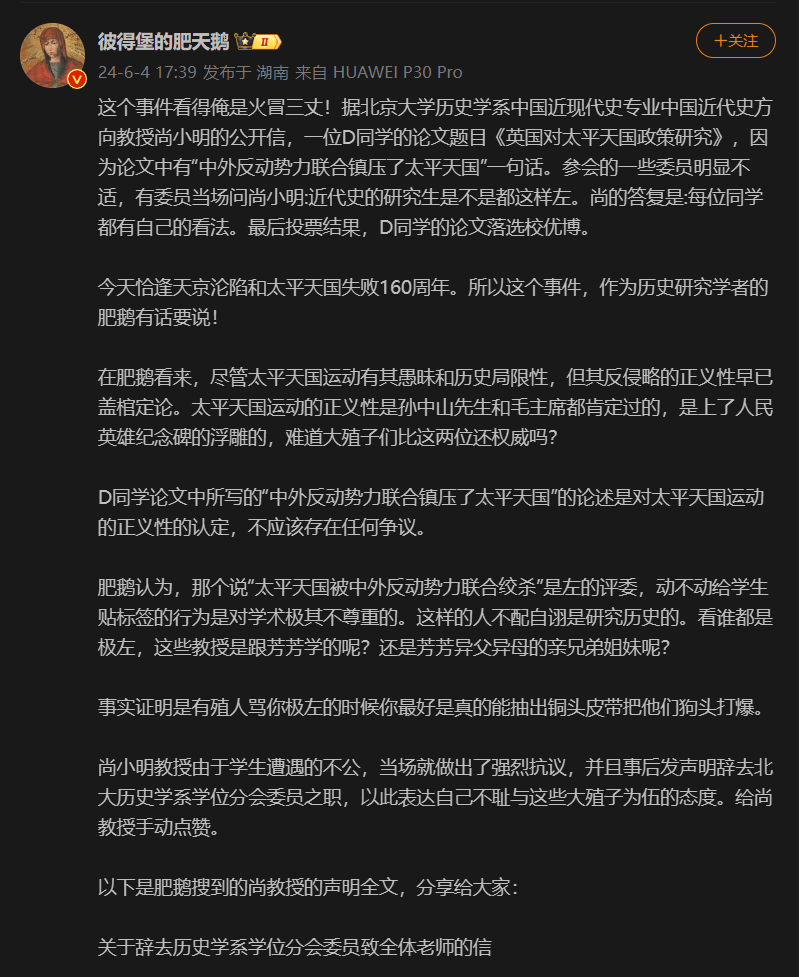 彼得堡的肥天鹅 II
+关注
24-6-4 17:39 发布于 湖南 来自 HUAWEI P30 Pro
这个事件看得俺是火冒三丈！据北京大学历史学系中国近现代史专业中国近代史方
向教授尚小明的公开信，一位D同学的论文题目《英国对太平天国政策研究》，因
为论文中有"中外反动势力联合镇压了太平天国"一句话。参会的一些委员明显不
适，有委员当场问尚小明:近代史的研究生是不是都这样左。尚的答复是:每位同学
都有自己的看法。最后投票结果，D同学的论文落选校优博。
今天恰逢天京沦陷和太平天国失败160周年。所以这个事件，作为历史研究学者的
肥鹅有话要说！
在肥鹅看来，尽管太平天国运动有其愚昧和历史局限性，但其反侵略的正义性早已
盖棺定论。太平天国运动的正义性是孙中山先生和毛主席都肯定过的，是上了人民
英雄纪念碑的浮雕的，难道大殖子们比这两位还权威吗？
D同学论文中所写的"中外反动势力联合镇压了太平天国"的论述是对太平天国运动
的正义性的认定，不应该存在任何争议。
肥鹅认为，那个说"太平天国被中外反动势力联合绞杀"是左的评委，动不动给学生
贴标签的行为是对学术极其不尊重的。这样的人不配自诩是研究历史的。看谁都是
极左，这些教授是跟芳芳学的呢？还是芳芳异父异母的亲兄弟姐妹呢？
事实证明是有殖人骂你极左的时候你最好是真的能抽出铜头皮带把他们狗头打爆。
尚小明教授由于学生遭遇的不公，当场就做出了强烈抗议，并且事后发声明辞去北
大历史学系学位分会委员之职，以此表达自己不耻与这些大殖子为伍的态度。给尚
教授手动点赞。
以下是肥鹅搜到的尚教授的声明全文，分享给大家：
关于辞去历史学系学位分会委员致全体老师的信